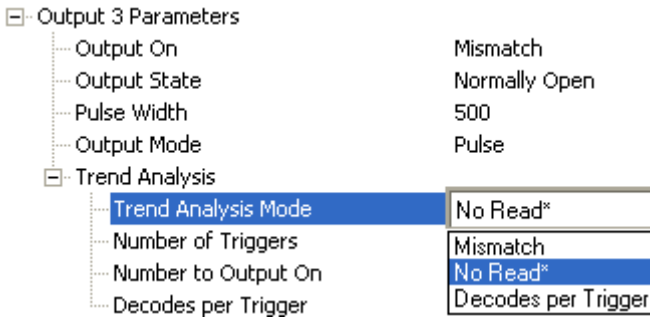 Output 3 Parameters
Output On Mismatch
Output State Normally Open
Pulse Width 500
Output Mode Pulse
Trend Analysis
Trend Analysis Mode No Read*
Number of Triggers Mismatch
Number to Output On No Read*
Decodes per Trigger Decodes per Trigger